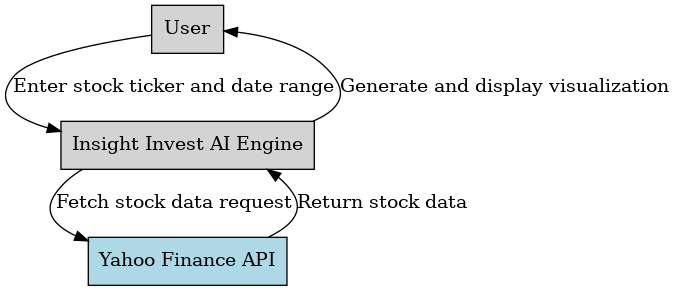 User
Enter stock ticker and date range
Generate and display visualization
Insight Invest AI Engine
Fetch stock data request
Return stock data
Yahoo Finance API